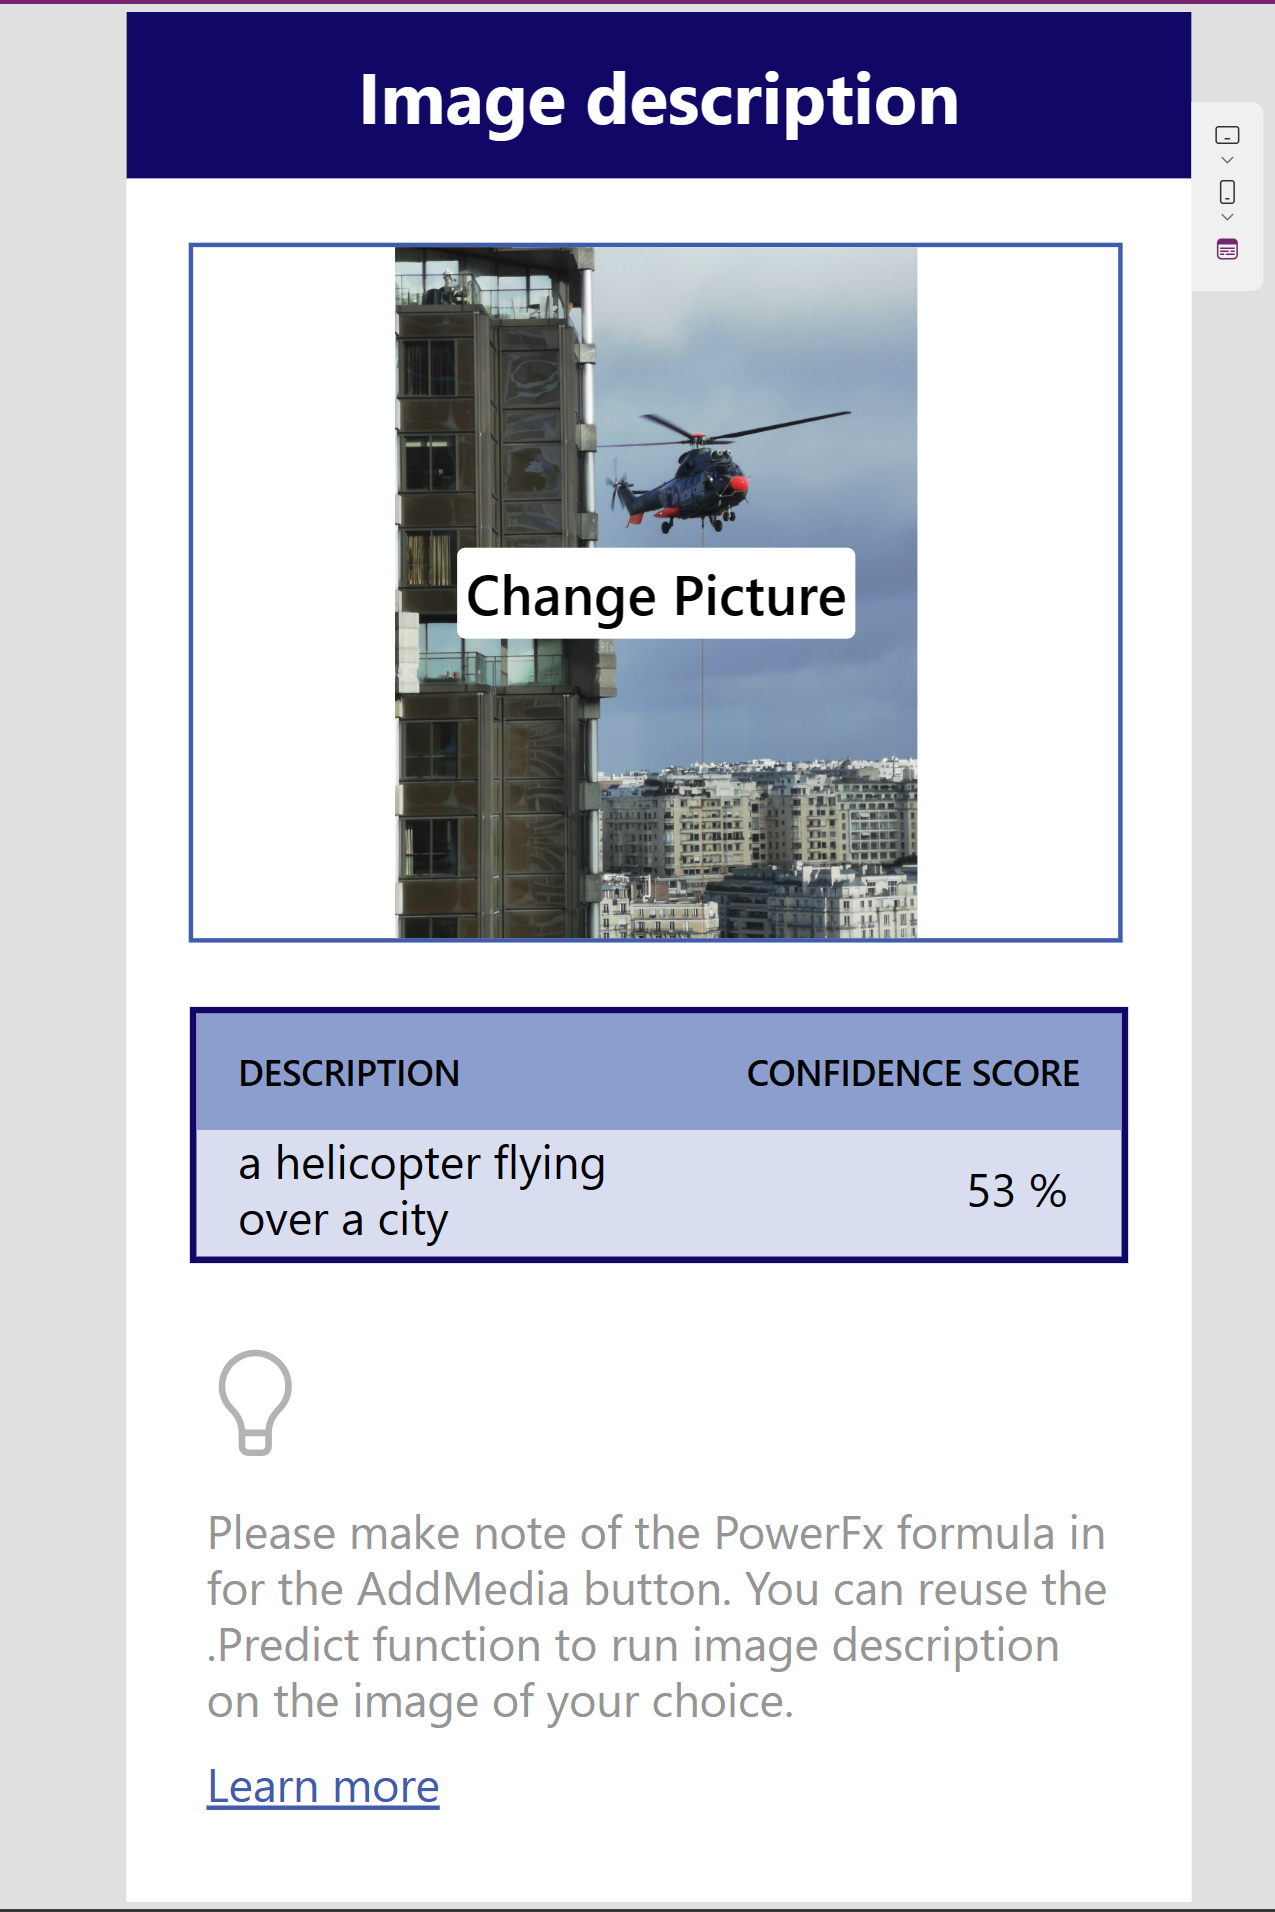 Image description
Change Picture
DESCRIPTION
CONFIDENCE SCORE
a helicopter flying
over a city
53 %
Please make note of the PowerFx formula in
for the AddMedia button. You can reuse the
.Predict function to run image description
on the image of your choice.
Learn more